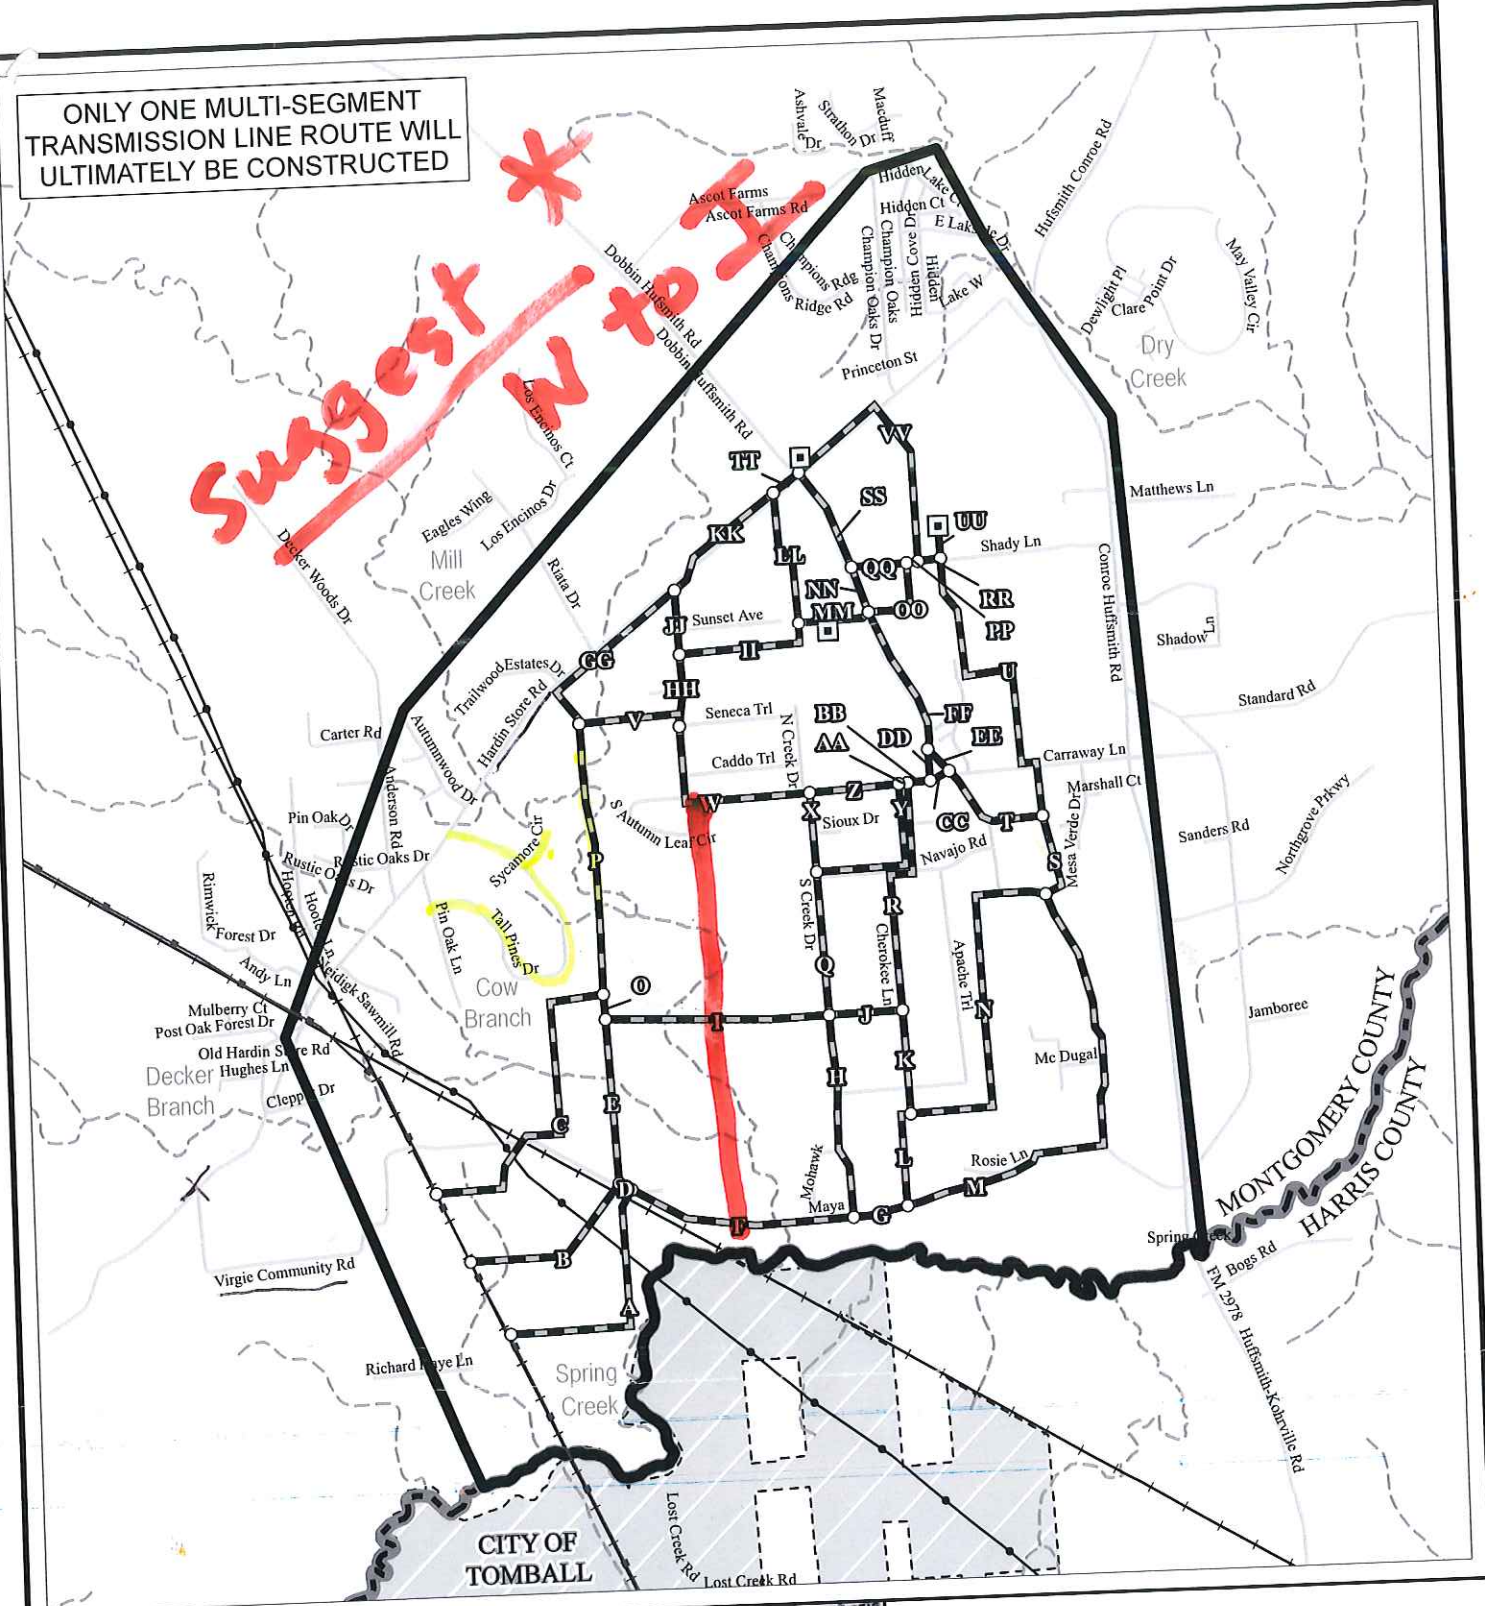 ONLY ONE MULTI-SEGMENT
TRANSMISSION LINE ROUTE WILL
ULTIMATELY BE CONSTRUCTED
*
Suggest
Ashvale Dr
Strathon Dr
Macduff
Ascot Farms
Ascot Farms Rd
Hidden Lake
Hidden Ct
Champions Rdg
Champions Ridge Rd
Champion Oaks Dr
Champion Oaks
Hidden Cove Dr
Hidden
Lake W
Hufsmith Conroe Rd
Dewlight Pl
Clare Point Dr
May Valley Cir
Dry
Creek
Dobbin Hufsmith Rd
Dobbin Huffsmith Rd
Princeton St
Los Encinos Ct
Los Encinos Dr
Eagles Wing
Mill
Creek
Decker Woods Dr
Riata Dr
VV
TT
SS
KK
LL
UU
QQ
NN
MM
OO
RR
PP
Shady Ln
Matthews Ln
Conroe Huffsmith Rd
Shadow Ln
Standard Rd
Sunset Ave
JJ
II
GG
HH
U
V
Trailwood
Estates Dr
Hardin Store Rd
Carter Rd
Autumnwood Dr
Anderson Rd
Seneca Trl
Caddo Trl
N Creek Dr
BB
AA
DD
FF
EE
Carraway Ln
Marshall Ct
Mesa Verde Dr
W
Z
X
Y
CC
T
S
Sioux Dr
Navajo Rd
Sanders Rd
Northgrove Prkwy
Pin Oak Dr
Rustic Oaks Dr
S Autumn Leaf Cir
Sycamore Cir
P
Rimwick
Forest Dr
Andy Ln
Pin Oak Ln
Tall Pines Dr
Neidigk Sawmill Rd
S Creek Dr
R
Q
Cherokee Ln
Apache Trl
N
Cow
Branch
O
I
J
Mulberry Ct
Post Oak Forest Dr
Old Hardin Store Rd
Hughes Ln
Decker
Branch
Jamboree
Mc Dugal
K
H
E
C
L
Mohawk
Maya
Rosie Ln
M
G
F
D
B
A
MONTGOMERY COUNTY
HARRIS COUNTY
Spring Creek
Bogs Rd
FM 2978
Huffsmith-Kohrville Rd
Virgie Community Rd
Spring
Creek
CITY OF
TOMBALL
Lost Creek Rd
Lost Creek Rd